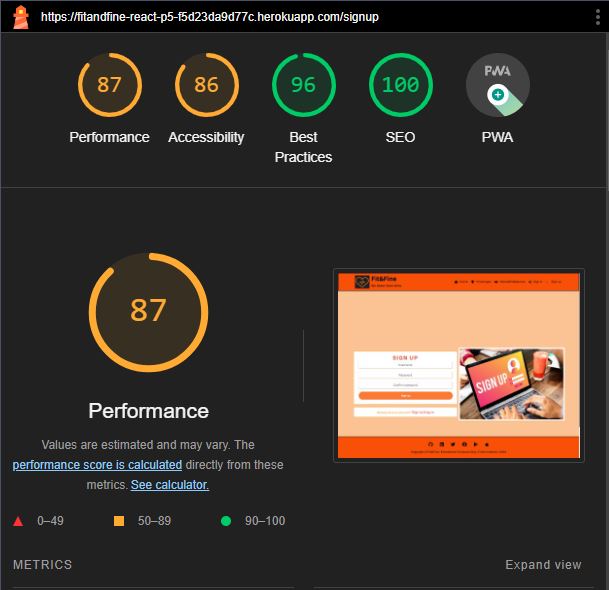 https://fitandfine-react-p5-f5d23da9d77c.herokuapp.com/signup
87 86 96 100 PWA
Performance Accessibility Best Practices SEO PWA
87
Fit&Fine
SIGN UP
SIGN UP
Performance
Values are estimated and may vary. The
performance score is calculated directly from these
metrics. See calculator.
0–49 50–89 90–100
METRICS Expand view